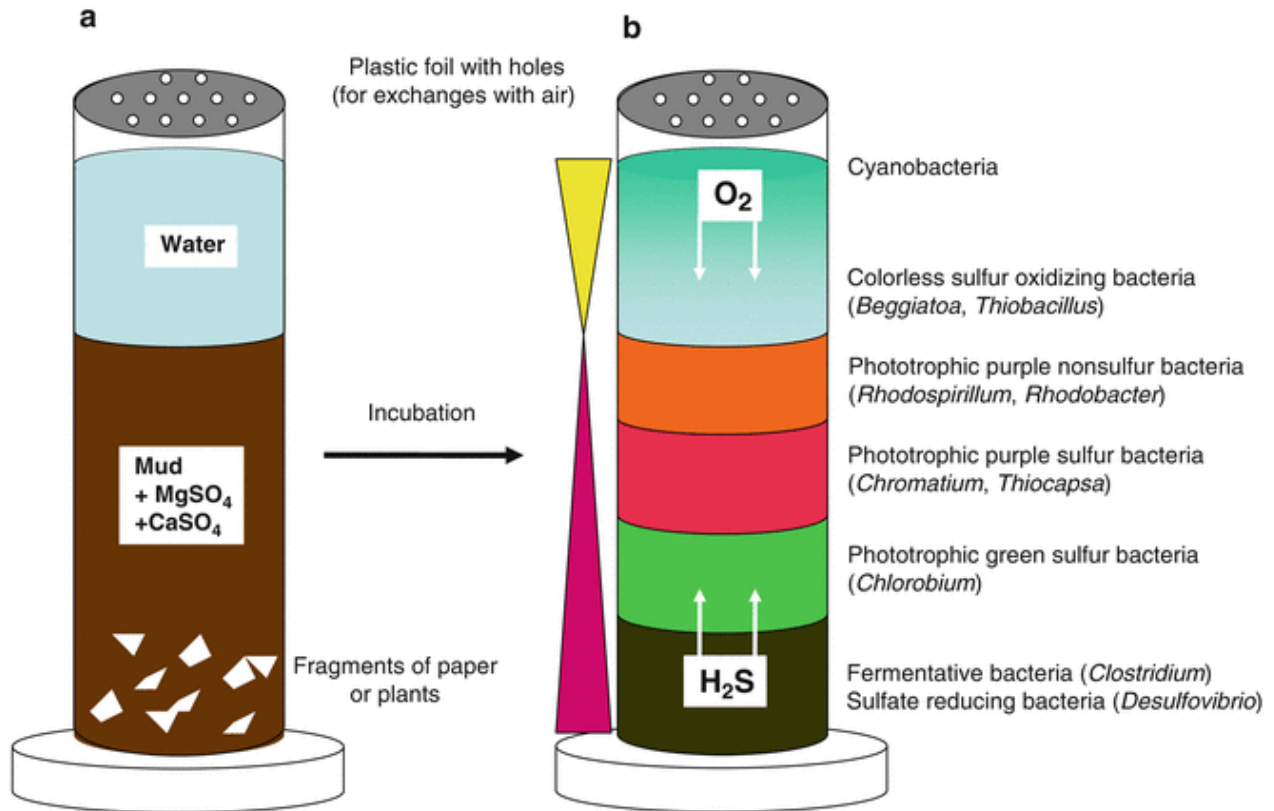 a
b
Plastic foil with holes
(for exchanges with air)
Water
Mud
+ MgSO₄
+CaSO₄
Fragments of paper
or plants
Incubation
O₂
H₂S
Cyanobacteria
Colorless sulfur oxidizing bacteria
(Beggiatoa, Thiobacillus)
Phototrophic purple nonsulfur bacteria
(Rhodospirillum, Rhodobacter)
Phototrophic purple sulfur bacteria
(Chromatium, Thiocapsa)
Phototrophic green sulfur bacteria
(Chlorobium)
Fermentative bacteria (Clostridium)
Sulfate reducing bacteria (Desulfovibrio)